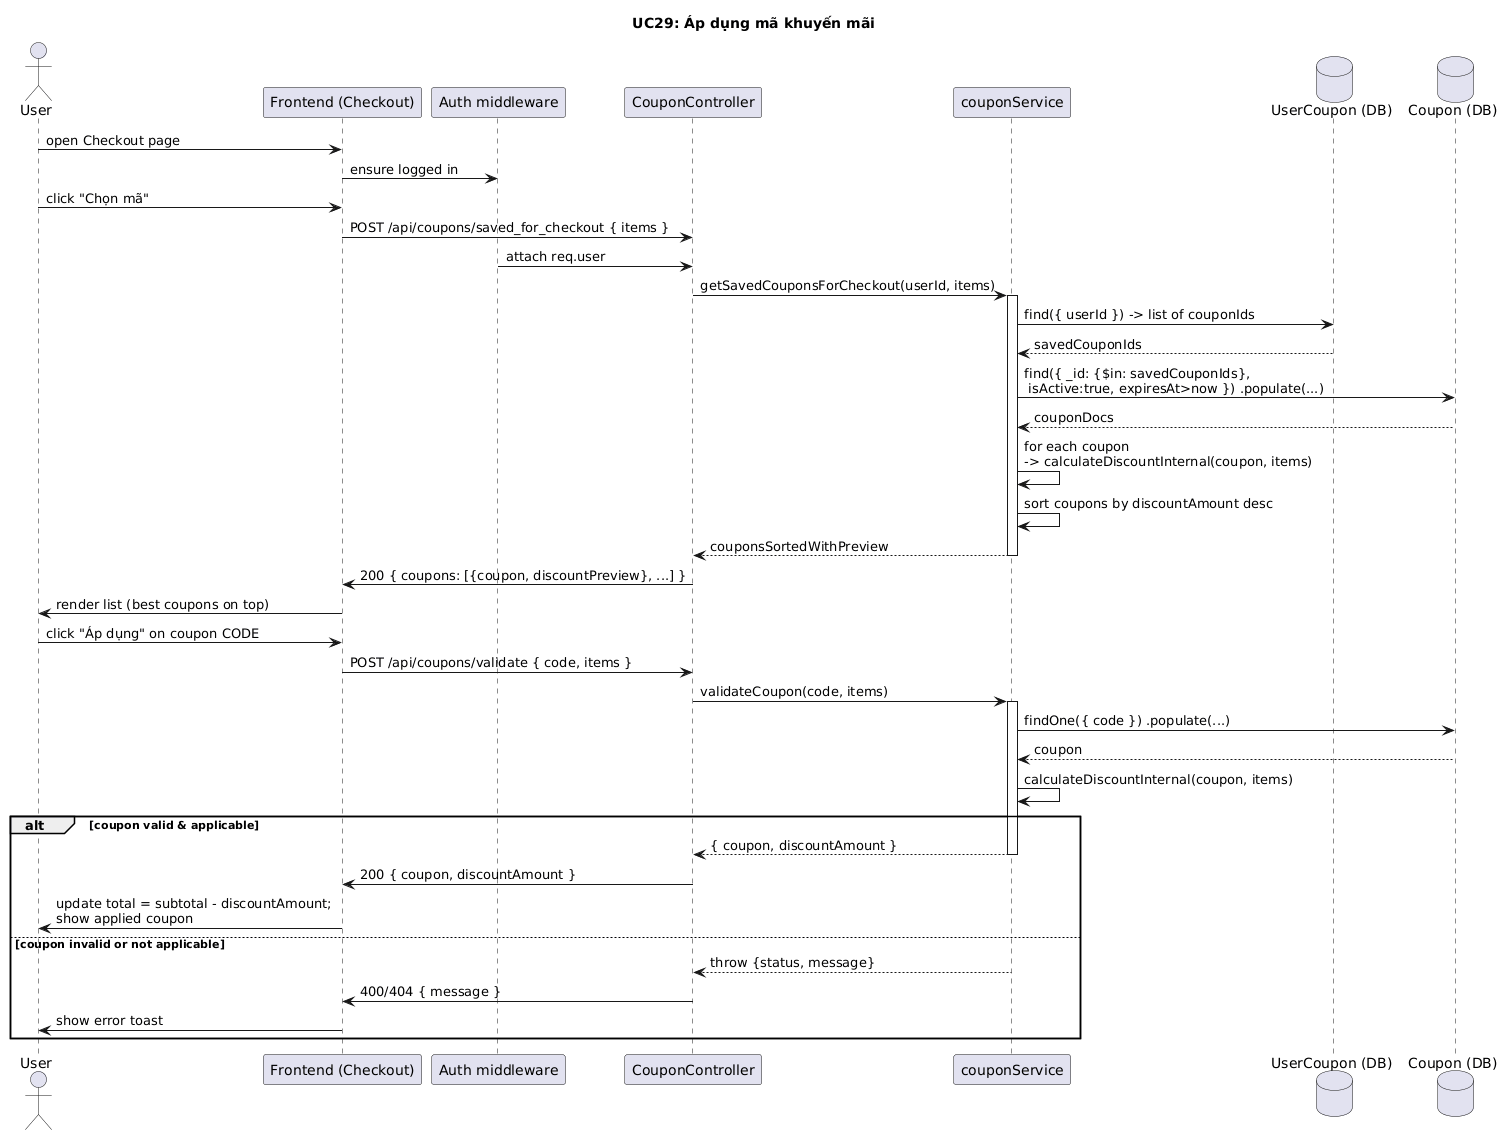 UC29: Áp dụng mã khuyến mãi
User
Frontend (Checkout)
Auth middleware
CouponController
couponService
UserCoupon (DB)
Coupon (DB)
open Checkout page
ensure logged in
click "Chọn mã"
POST /api/coupons/saved_for_checkout { items }
attach req.user
getSavedCouponsForCheckout(userId, items)
find({ userId }) -> list of couponIds
savedCouponIds
find({ _id: {$in: savedCouponIds},
isActive:true, expiresAt>now }) .populate(...)
couponDocs
for each coupon
-> calculateDiscountInternal(coupon, items)
sort coupons by discountAmount desc
couponsSortedWithPreview
200 { coupons: [{coupon, discountPreview}, ...] }
render list (best coupons on top)
click "Áp dụng" on coupon CODE
POST /api/coupons/validate { code, items }
validateCoupon(code, items)
findOne({ code }) .populate(...)
coupon
calculateDiscountInternal(coupon, items)
alt
[coupon valid & applicable]
{ coupon, discountAmount }
200 { coupon, discountAmount }
update total = subtotal - discountAmount;
show applied coupon
[coupon invalid or not applicable]
throw {status, message}
400/404 { message }
show error toast
User
Frontend (Checkout)
Auth middleware
CouponController
couponService
UserCoupon (DB)
Coupon (DB)